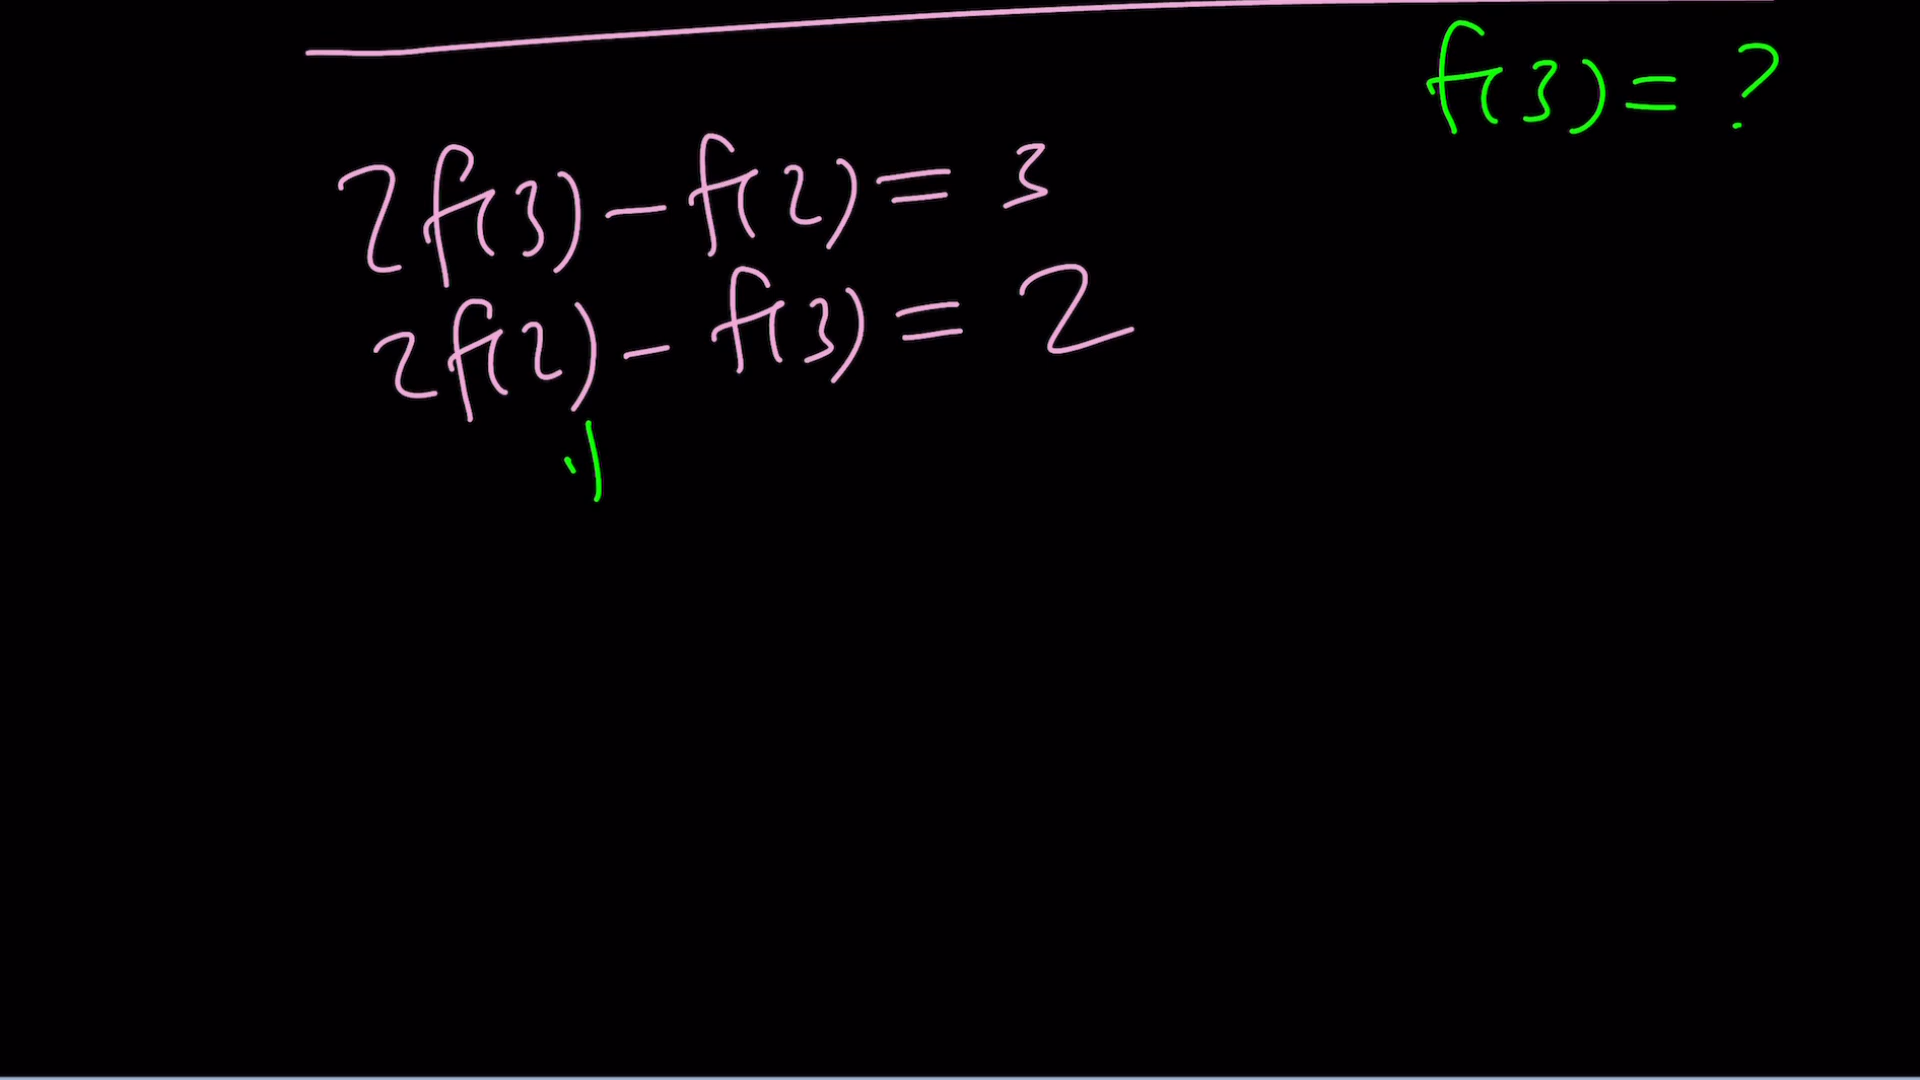 f(3) = ?
2f(3) - f(2) = 3
2f(2) - f(3) = 2